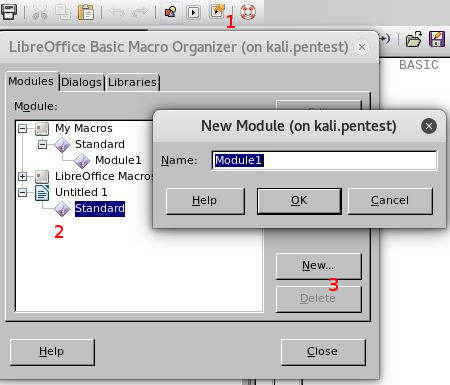 1
LibreOffice Basic Macro Organizer (on kali.pentest)
BASIC
Modules Dialogs Libraries
Module:
New Module (on kali.pentest)
My Macros
Standard
Module1
Name: Module1
LibreOffice Macros
Untitled 1
Help OK Cancel
Standard
2
New...
3
Delete
Help Close